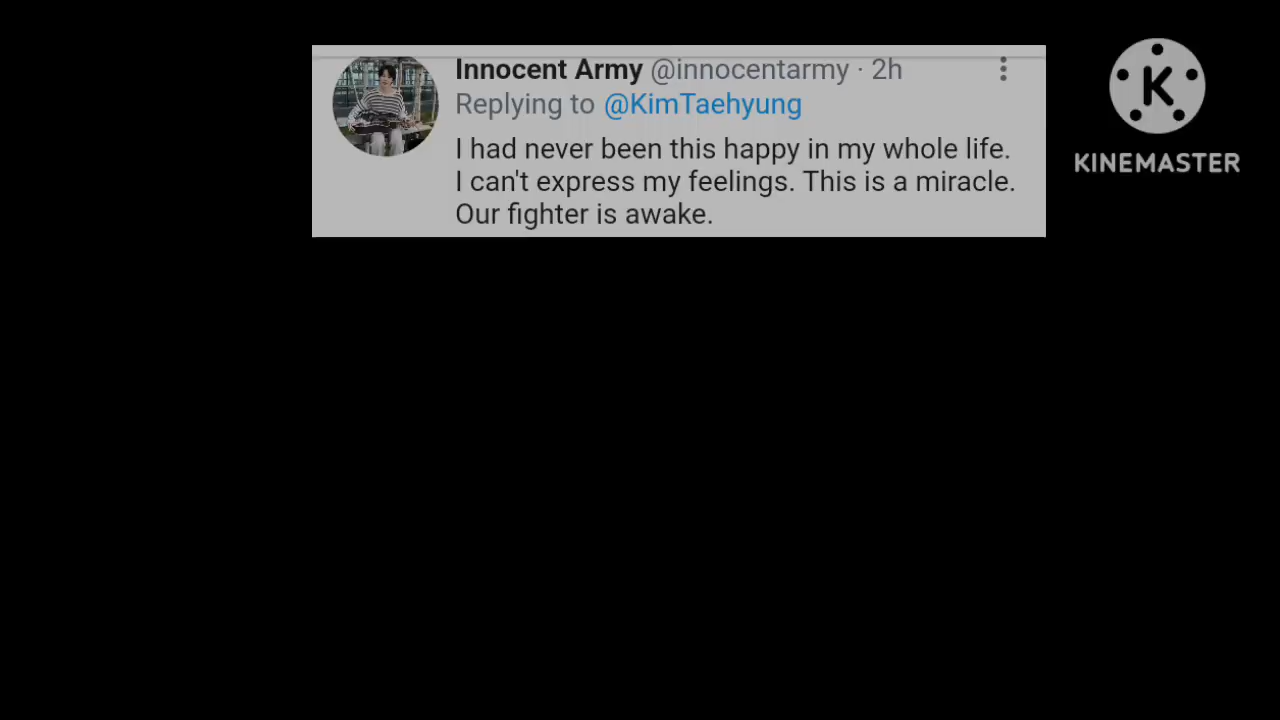 Innocent Army @innocentarmy · 2h
Replying to @KimTaehyung
I had never been this happy in my whole life.
I can't express my feelings. This is a miracle.
Our fighter is awake.
K
KINEMASTER